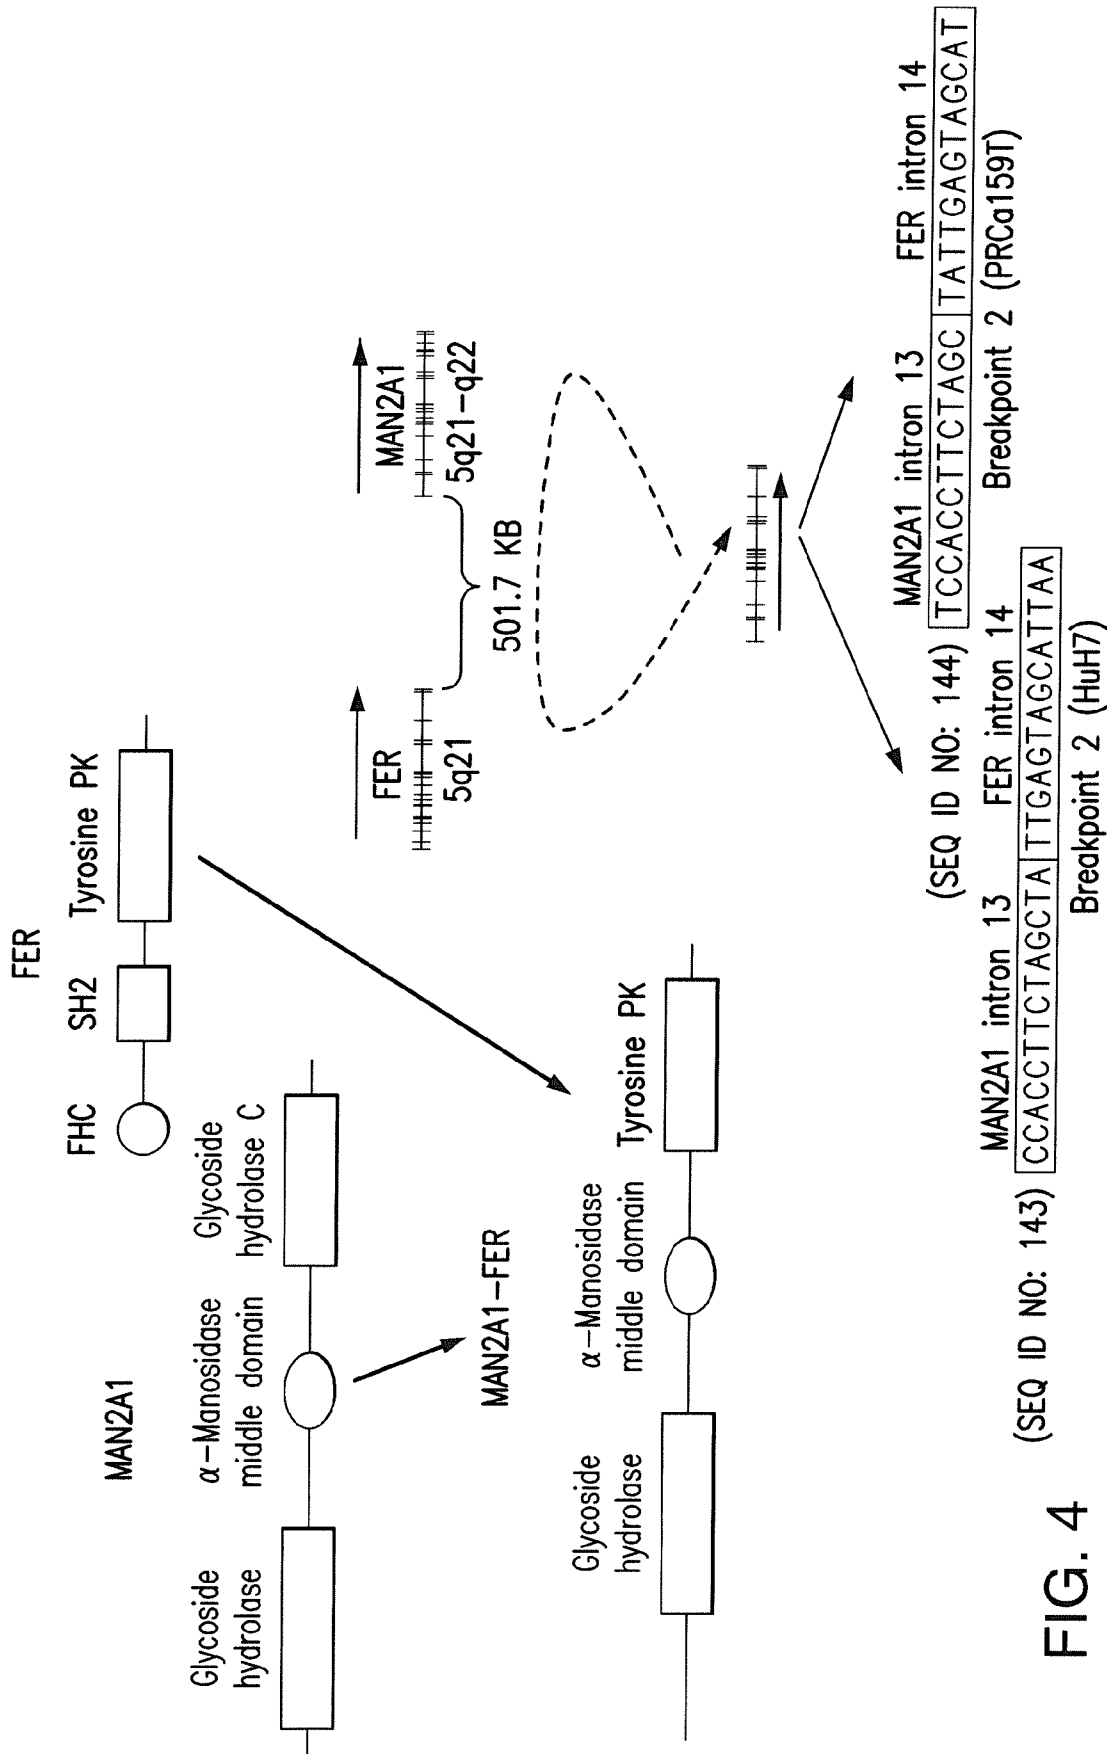 FER
FHC SH2 Tyrosine PK
MAN2A1
Glycoside
hydrolase
α-Manosidase
middle domain
Glycoside
hydrolase C
MAN2A1-FER
Glycoside
hydrolase
α-Manosidase
middle domain
Tyrosine PK
FER
5q21
MAN2A1
5q21-q22
501.7 KB
MAN2A1 intron 13 FER intron 14
(SEQ ID NO: 144) TCCACCTTCTAGC TATTGAGTAGCAT
Breakpoint 2 (PRCa159T)
MAN2A1 intron 13 FER intron 14
(SEQ ID NO: 143) CCACCTTCTAGCTA TTGAGTAGCATTAA
Breakpoint 2 (HuH7)
FIG. 4